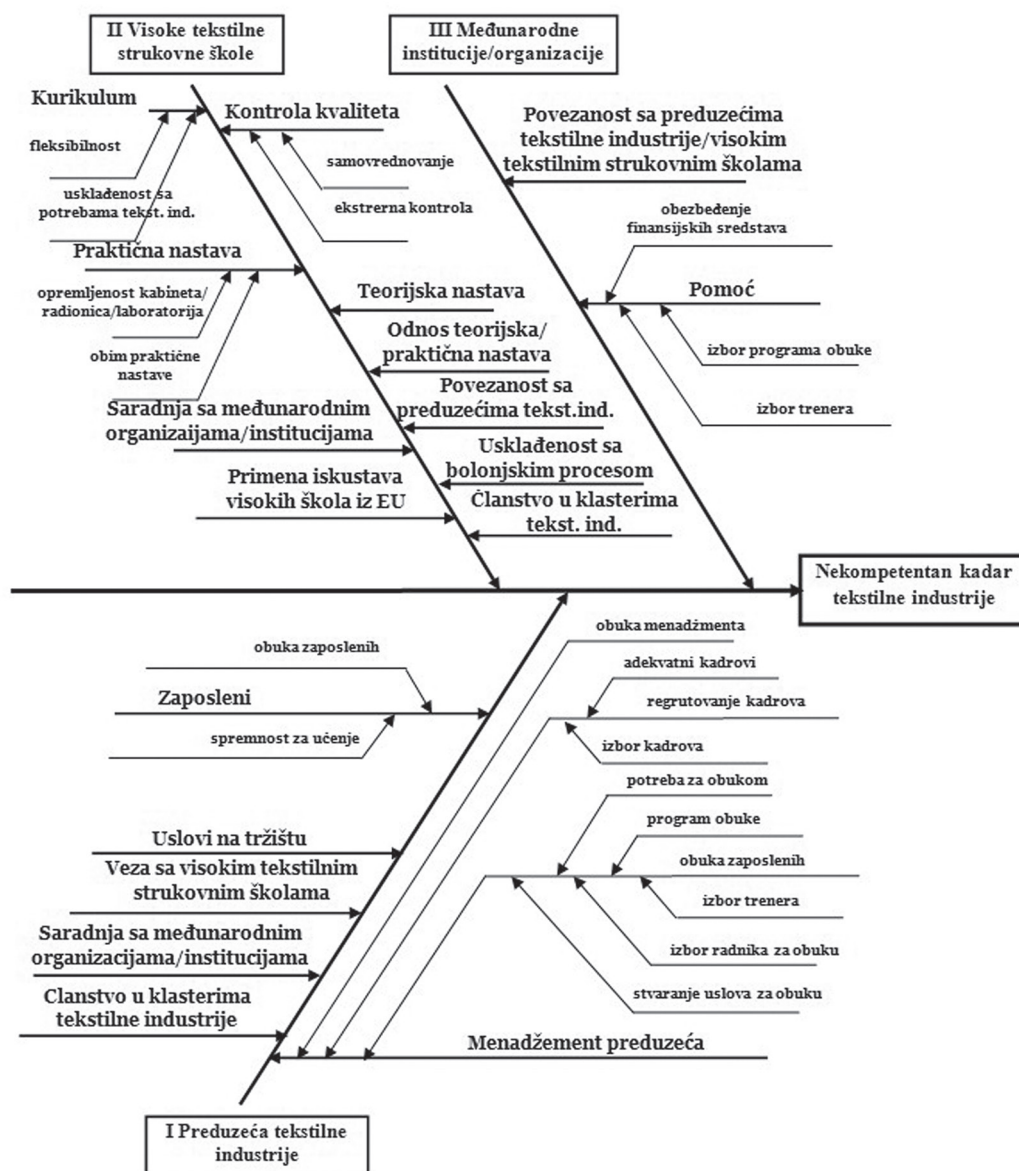 II Visoke tekstilne
strukovne škole
III Međunarodne
institucije/organizacije
Kurikulum
fleksibilnost
usklađenost sa
potrebama tekst. ind.
Kontrola kvaliteta
samovrednovanje
ekstrerna kontrola
Praktična nastava
opremljenost kabineta/
radionica/laboratorija
obim praktične
nastave
Teorijska nastava
Odnos teorijska/
praktična nastava
Povezanost sa
preduzećima tekst.ind.
Saradnja sa međunarodnim
organizaijama/institucijama
Usklađenost sa
bolonjskim procesom
Primena iskustava
visokih škola iz EU
Članstvo u klasterima
tekst. ind.
Povezanost sa preduzećima
tekstilne industrije/visokim
tekstilnim strukovnim školama
obezbeđenje
finansijskih sredstava
Pomoć
izbor programa obuke
izbor trenera
Nekompetentan kadar
tekstilne industrije
obuka zaposlenih
Zaposleni
spremnost za učenje
Uslovi na tržištu
Veza sa visokim tekstilnim
strukovnim školama
Saradnja sa međunarodnim
organizacijama/institucijama
Clanstvo u klasterima
tekstilne industrije
obuka menadžmenta
adekvatni kadrovi
regrutovanje kadrova
izbor kadrova
potreba za obukom
program obuke
obuka zaposlenih
izbor trenera
izbor radnika za obuku
stvaranje uslova za obuku
Menadžement preduzeća
I Preduzeća tekstilne
industrije